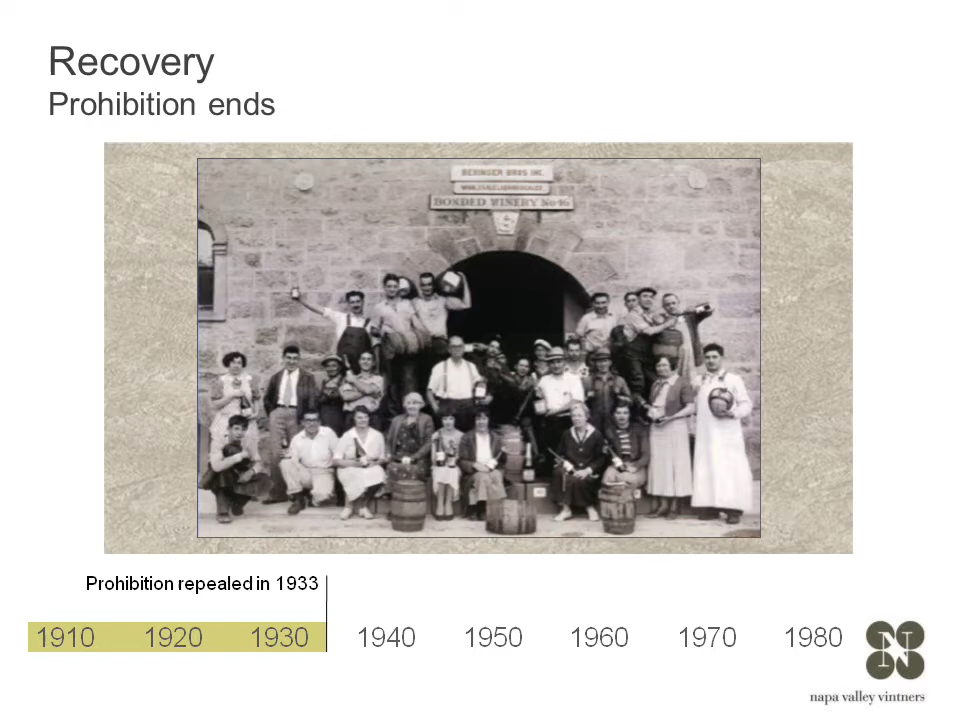 Recovery
Prohibition ends
BERINGER BROS INC.
BONDED WINERY No 46
Prohibition repealed in 1933
1910 1920 1930 1940 1950 1960 1970 1980
napa valley vintners